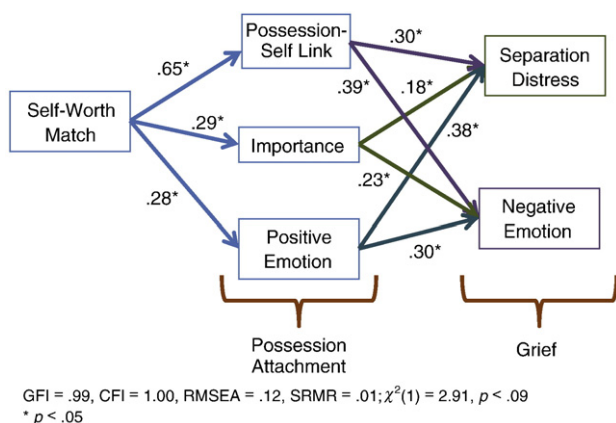 Possession-
Self Link
.30*
Separation
Distress
.65*
.39*
.18*
Self-Worth
Match
.29*
Importance
.38*
.28*
.23*
Positive
Emotion
.30*
Negative
Emotion
Possession
Attachment
Grief
GFI = .99, CFI = 1.00, RMSEA = .12, SRMR = .01; χ²(1) = 2.91, p < .09
* p < .05